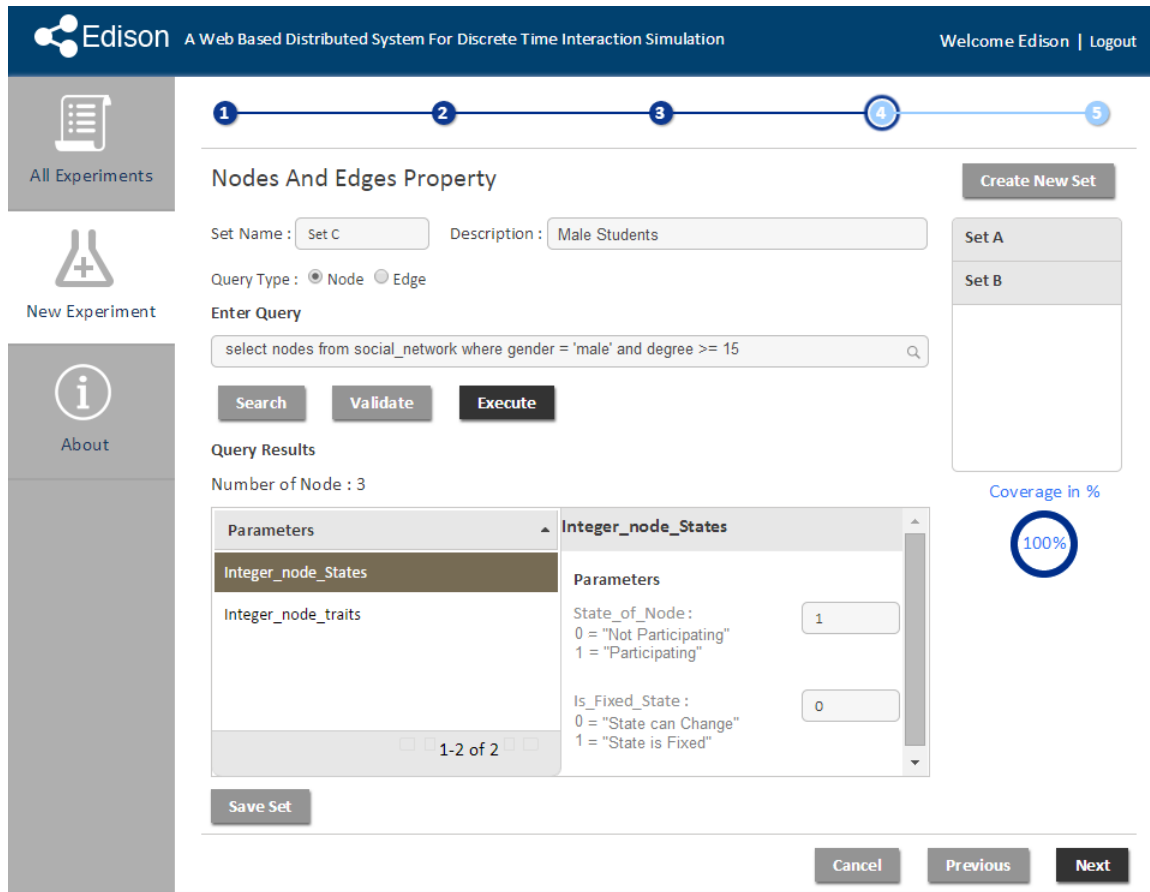 Edison A Web Based Distributed System For Discrete Time Interaction Simulation
Welcome Edison | Logout
All Experiments
New Experiment
About
1 2 3 4 5
Nodes And Edges Property
Create New Set
Set Name : Set C Description : Male Students
Query Type : Node Edge
Enter Query
select nodes from social_network where gender = 'male' and degree >= 15
Search Validate Execute
Query Results
Number of Node : 3
Parameters
Integer_node_States
Integer_node_traits
1-2 of 2
Integer_node_States
Parameters
State_of_Node : 1
0 = "Not Participating"
1 = "Participating"
Is_Fixed_State : 0
0 = "State can Change"
1 = "State is Fixed"
Set A
Set B
Coverage in %
100%
Save Set
Cancel Previous Next